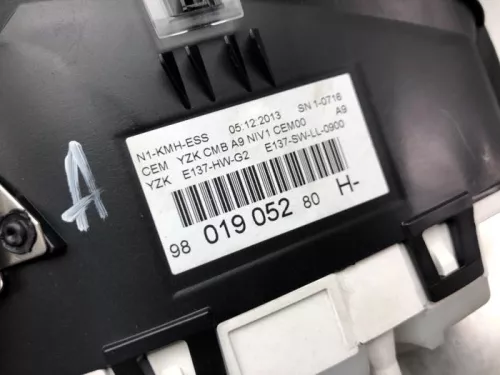 N1-KMH-ESS 05.12.2013 SN 1-0716
CEM YZK CMB A9 NIV1 CEM00 A9
YZK E137-HW-G2 E137-SW-LL-0900
98 019 052 80 H-
A